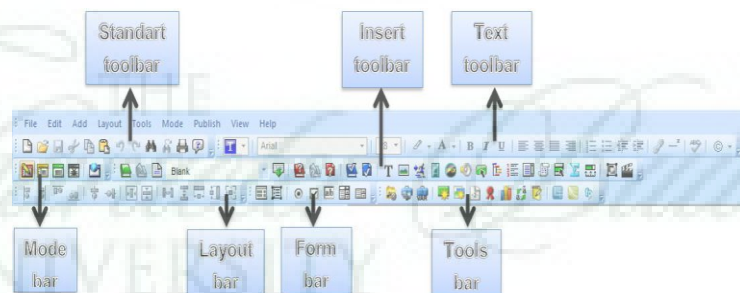 Standart
toolbar
Insert
toolbar
Text
toolbar
THE
File Edit Add Layout Tools Mode Publish View Help
Arial
B I U
Blank
T
Mode
bar
Layout
bar
Form
bar
Tools
bar